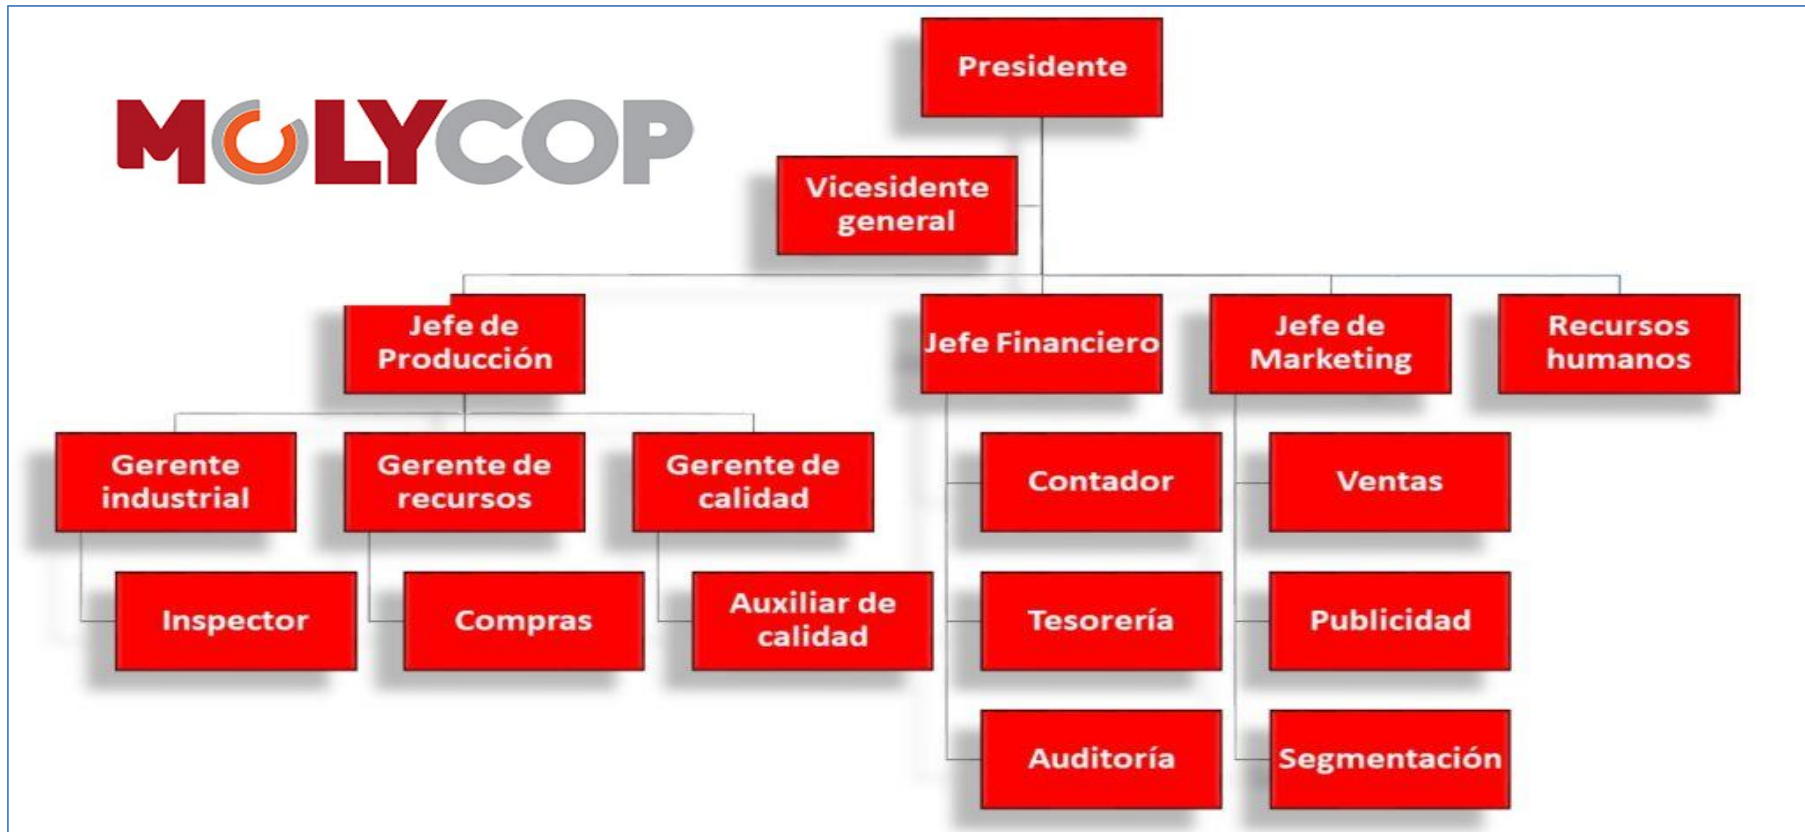 Presidente
MOLYCOP
Vicesidente
general
Jefe de
Producción
Jefe Financiero
Jefe de
Marketing
Recursos
humanos
Gerente
industrial
Gerente de
recursos
Gerente de
calidad
Contador
Ventas
Inspector
Compras
Auxiliar de
calidad
Tesorería
Publicidad
Auditoría
Segmentación